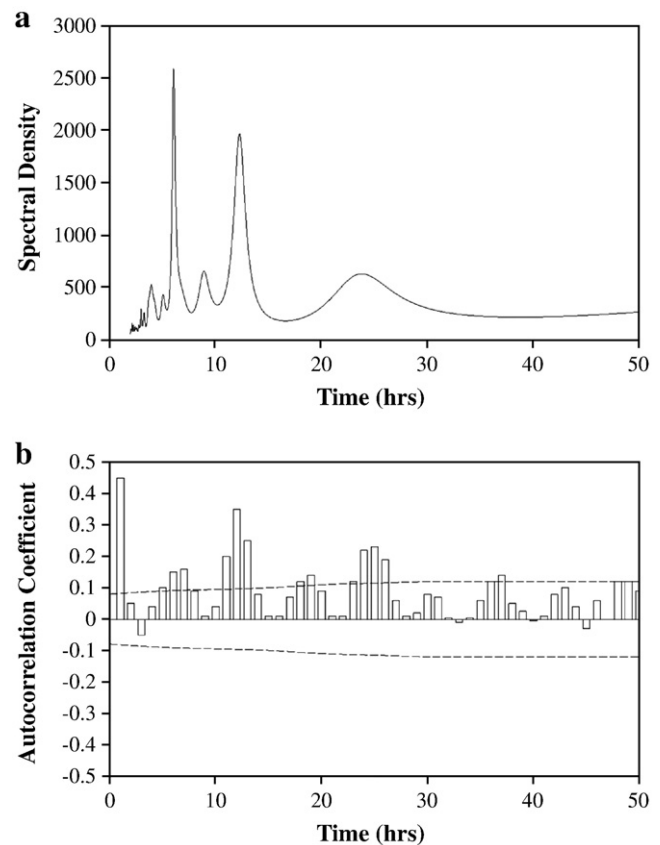 a
3000
2500
2000
1500
1000
500
0
Spectral Density
0 10 20 30 40 50
Time (hrs)
b
0.5
0.4
0.3
0.2
0.1
0
-0.1
-0.2
-0.3
-0.4
-0.5
Autocorrelation Coefficient
0 10 20 30 40 50
Time (hrs)